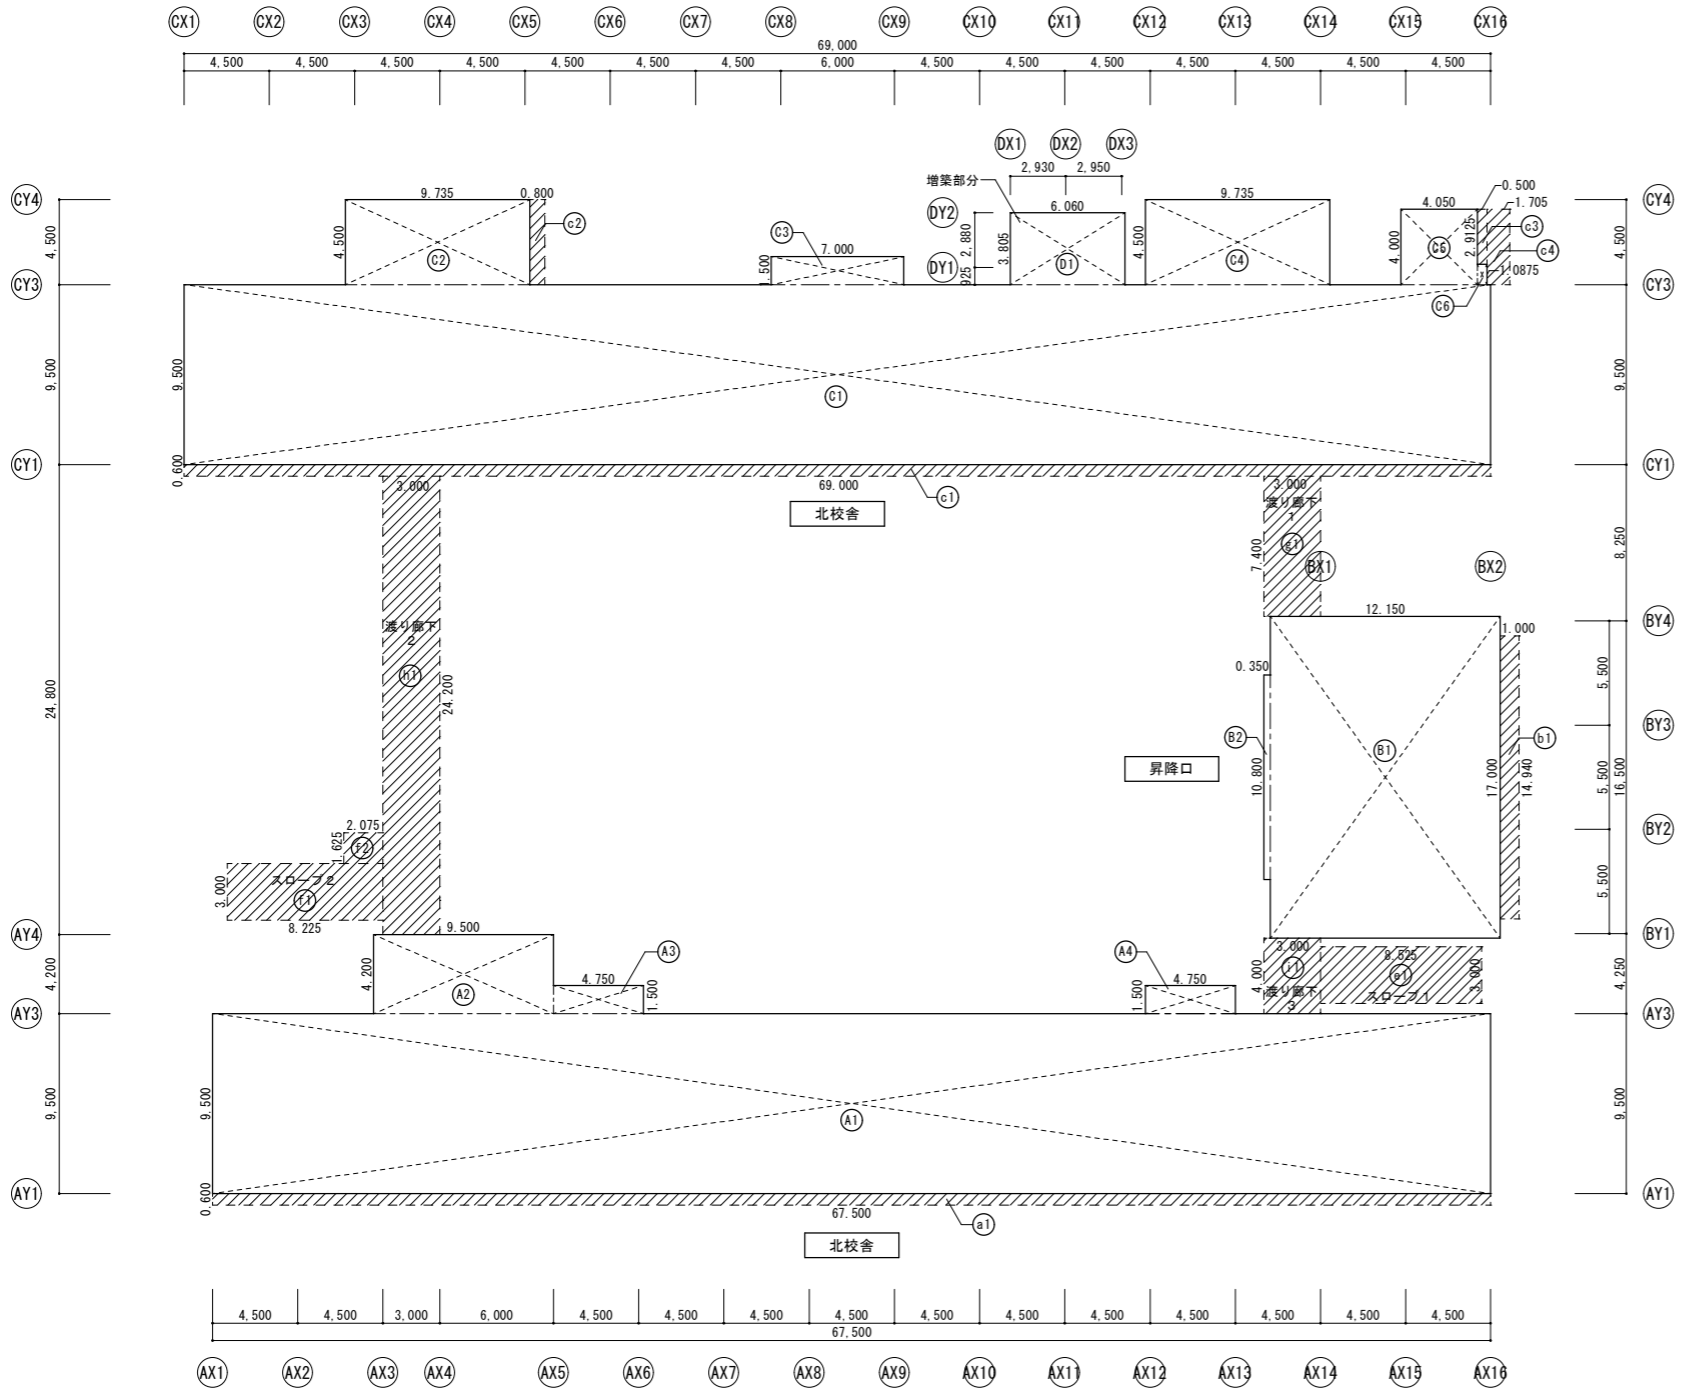 CX1 CX2 CX3 CX4 CX5 CX6 CX7 CX8 CX9 CX10 CX11 CX12 CX13 CX14 CX15 CX16
69,000
4,500 4,500 4,500 4,500 4,500 4,500 4,500 6,000 4,500 4,500 4,500 4,500 4,500 4,500 4,500
DX1 DX2 DX3
2,930 2,950
増築部分
CY4 9.735 0.800 DY2 6.060 9.735 4.050 0.500 CY4
1.705
4,500 4.500 c2 C3 7.000 2,880 3.805 4.500 4.000 2.9125 c3 4,500
C2 1.500 DY1 925 D1 C4 C5 c4
1.0875
CY3 C6 CY3
9,500 9.500 C1 9,500
CY1 0.600 69.000 c1 CY1
3.000 北校舎 3.000
渡り廊下
1
7.400 g1 8,250
BX1 BX2
12.150 BY4
1.000
渡り廊下
2
h1 0.350 5,500
24,800 24.200
B2 B1 b1 BY3
昇降口 10.800 17.000 14.940 5,500 16,500
2.075 BY2
1.625 f2
スロープ2
3.000 f1 5,500
8.225
AY4 9.500 BY1
4,200 4.200 A2 A3 4.750 1.500 A4 4.750 1.500 3.000 8.525 4,250
4.000 i1 e1 3.000
渡り廊下 スロープ1
3
AY3 AY3
9,500 9.500 A1 9,500
AY1 0.600 AY1
67.500 a1
北校舎
4,500 4,500 3,000 6,000 4,500 4,500 4,500 4,500 4,500 4,500 4,500 4,500 4,500 4,500 4,500
67,500
AX1 AX2 AX3 AX4 AX5 AX6 AX7 AX8 AX9 AX10 AX11 AX12 AX13 AX14 AX15 AX16